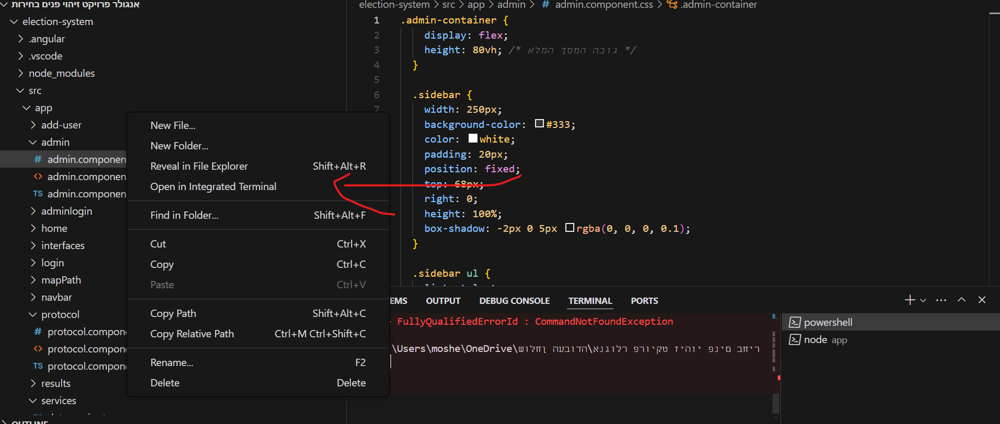 אנגולר פרויקט זיהוי פנים בחירות
election-system
.angular
.vscode
node_modules
src
app
add-user
admin
# admin.componen
<> admin.componen
TS admin.componen
adminlogin
home
interfaces
login
mapPath
navbar
protocol
# protocol.compon
<> protocol.compon
TS protocol.compon
results
services
OUTLINE
New File...
New Folder...
Reveal in File Explorer Shift+Alt+R
Open in Integrated Terminal
Find in Folder... Shift+Alt+F
Cut Ctrl+X
Copy Ctrl+C
Paste Ctrl+V
Copy Path Shift+Alt+C
Copy Relative Path Ctrl+M Ctrl+Shift+C
Rename... F2
Delete Delete
election-system > src > app > admin > # admin.component.css > .admin-container
1 .admin-container {
2 display: flex;
3 height: 80vh; /* גובה המסך המלא */
4 }
5
6 .sidebar {
7 width: 250px;
background-color: #333;
color: white;
padding: 20px;
position: fixed;
top: 68px;
right: 0;
height: 100%;
box-shadow: -2px 0 5px rgba(0, 0, 0, 0.1);
}
.sidebar ul {
EMS OUTPUT DEBUG CONSOLE TERMINAL PORTS
FullyQualifiedErrorId : CommandNotFoundException
\Users\moshe\OneDrive\שולחן העבודה\אנגולר פרויקט זיהוי פנים בחיר
powershell
node app